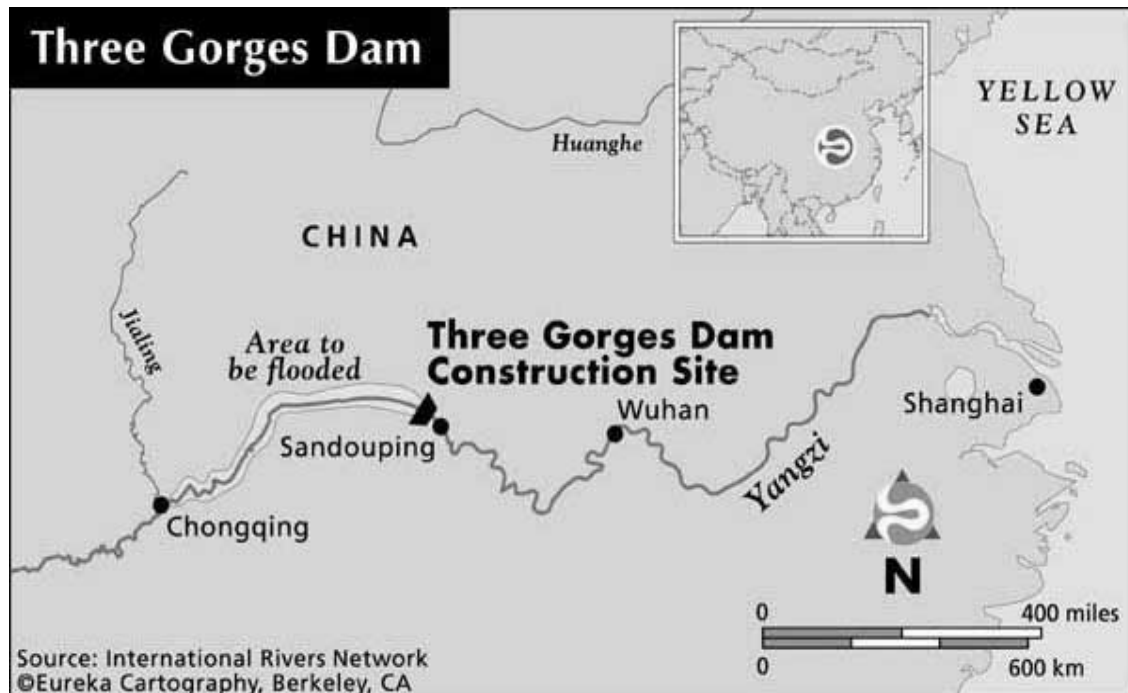 Three Gorges Dam
YELLOW
SEA
Huanghe
CHINA
Jialing
Area to
be flooded
Three Gorges Dam
Construction Site
Wuhan
Shanghai
Sandouping
Yangzi
Chongqing
N
0 400 miles
0 600 km
Source: International Rivers Network
©Eureka Cartography, Berkeley, CA